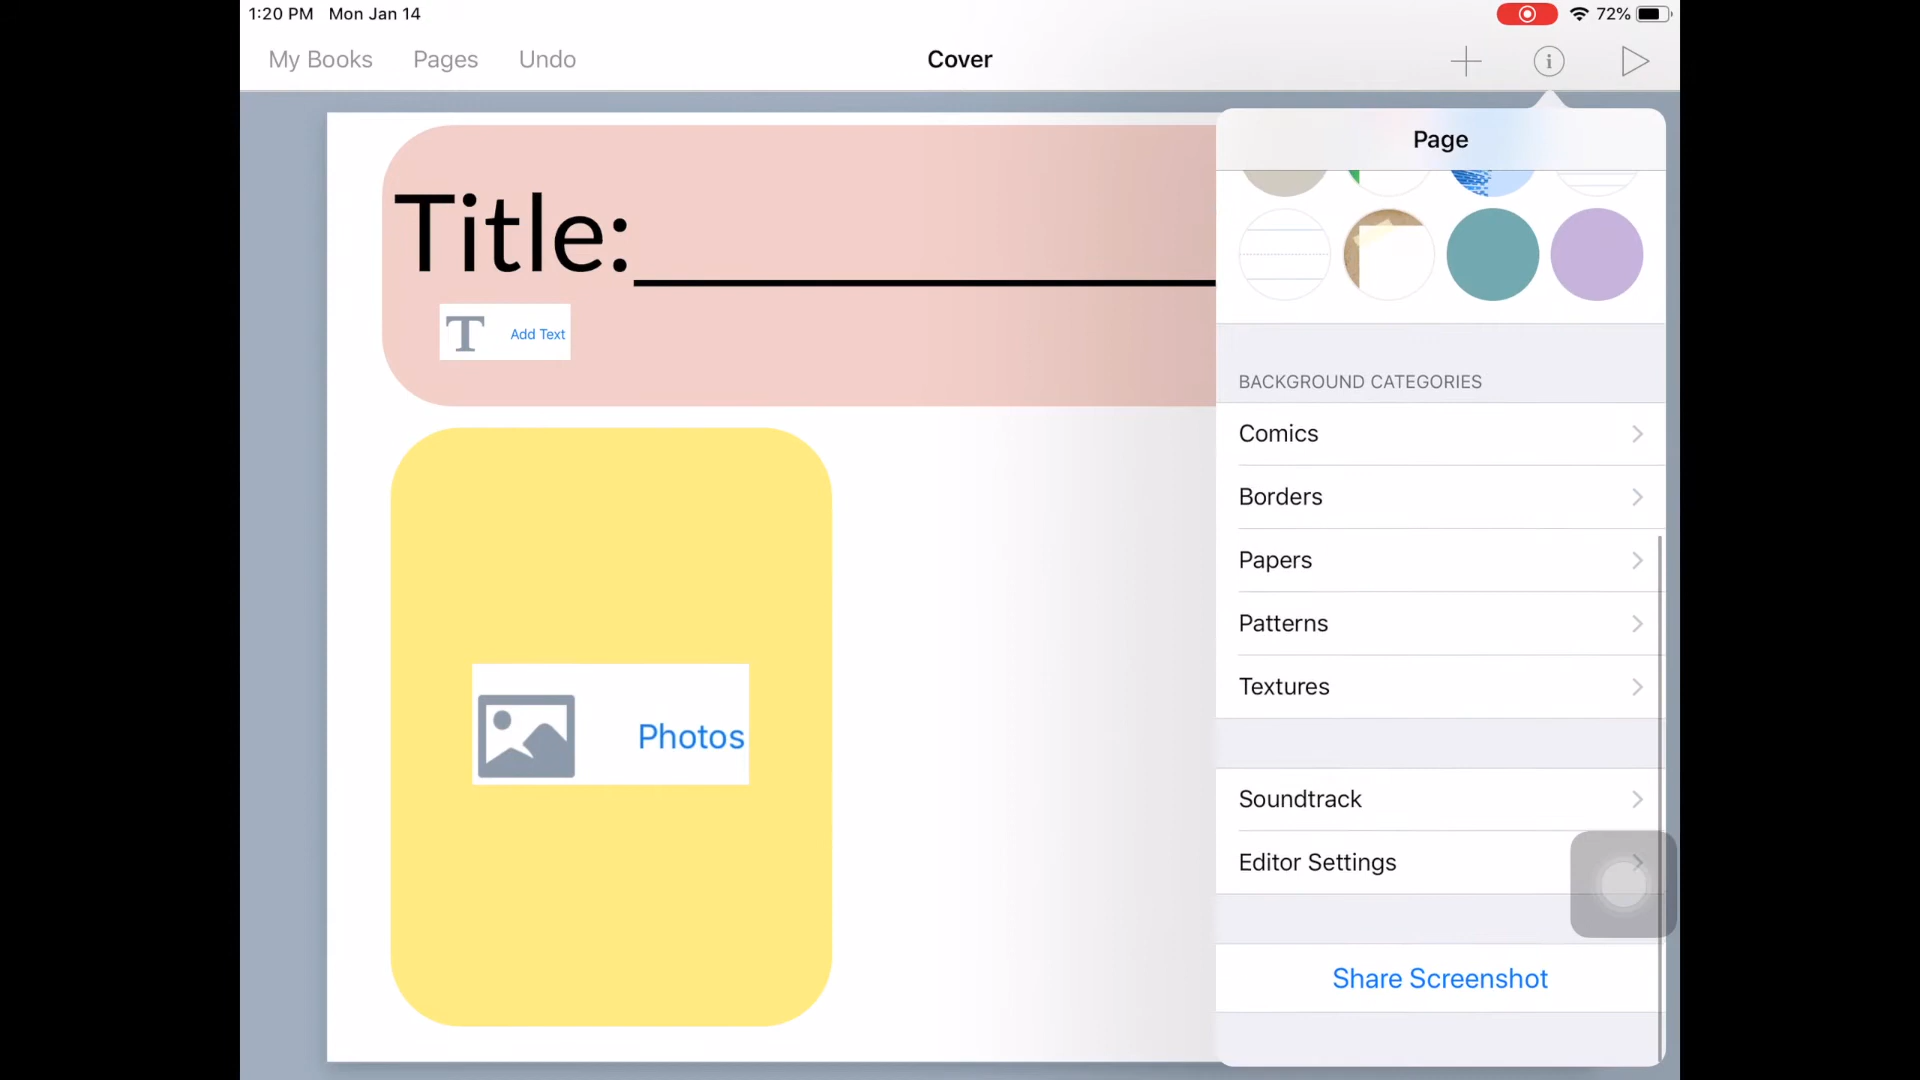 1:20 PM Mon Jan 14
72%
My Books Pages Undo
Cover
Page
Title:
T Add Text
Photos
BACKGROUND CATEGORIES
Comics
Borders
Papers
Patterns
Textures
Soundtrack
Editor Settings
Share Screenshot